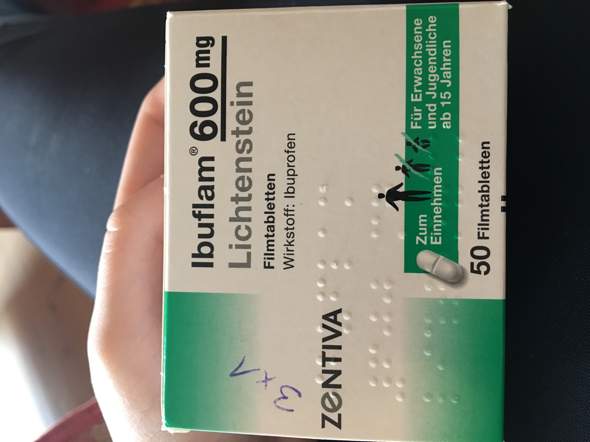 Ibuflam® 600 mg
Lichtenstein
Filmtabletten
Wirkstoff: Ibuprofen
3x1
ZENTIVA
Zum
Einnehmen
Für Erwachsene
und Jugendliche
ab 15 Jahren
50 Filmtabletten